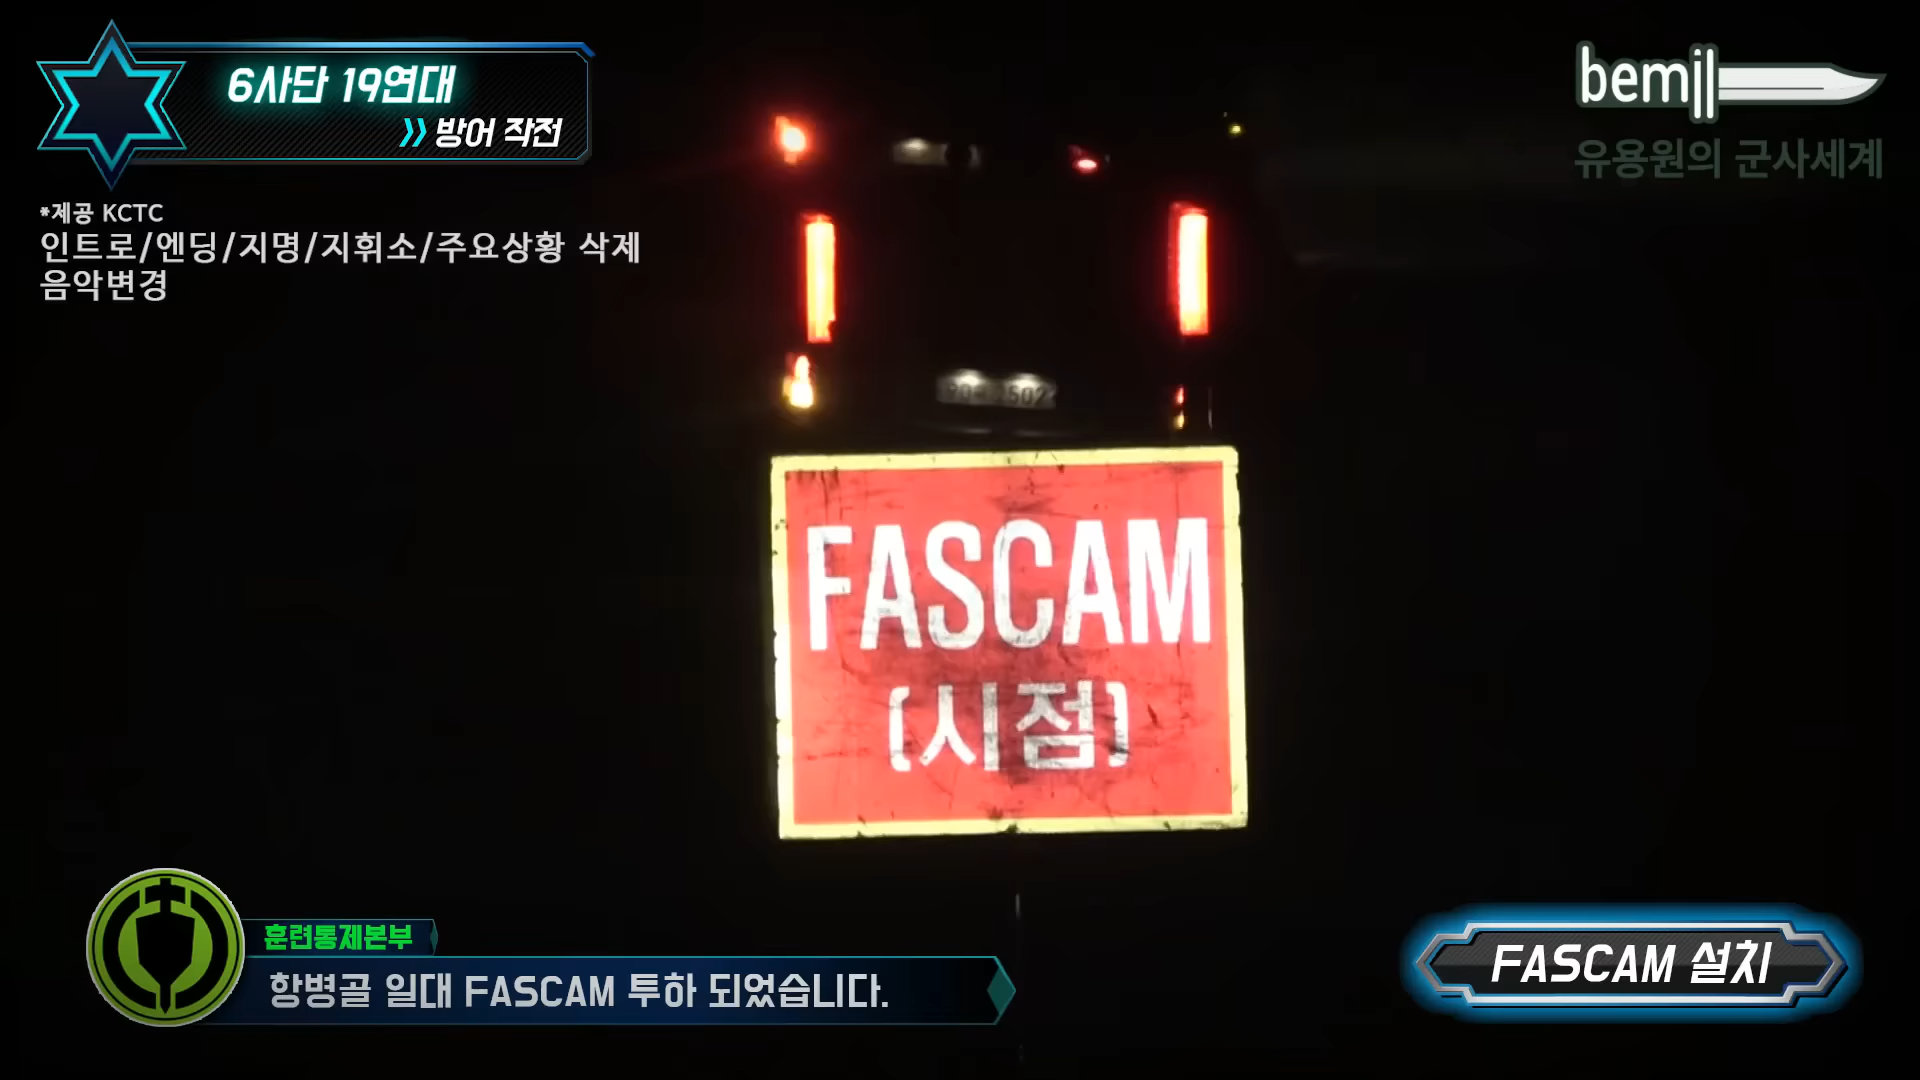 6사단 19연대
방어 작전
*제공 KCTC
인트로/엔딩/지명/지휘소/주요상황 삭제
음악변경
bemil
유용원의 군사세계
FASCAM
(시점)
훈련통제본부
항병골 일대 FASCAM 투하 되었습니다.
FASCAM 설치